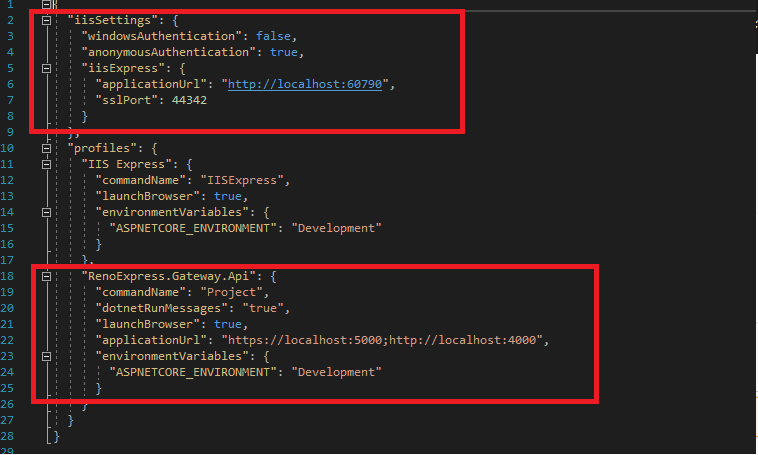 1 {
2 "iisSettings": {
3 "windowsAuthentication": false,
4 "anonymousAuthentication": true,
5 "iisExpress": {
6 "applicationUrl": "http://localhost:60790",
7 "sslPort": 44342
8 }
9 },
10 "profiles": {
11 "IIS Express": {
12 "commandName": "IISExpress",
13 "launchBrowser": true,
14 "environmentVariables": {
15 "ASPNETCORE_ENVIRONMENT": "Development"
16 }
17 },
18 "RenoExpress.Gateway.Api": {
19 "commandName": "Project",
20 "dotnetRunMessages": "true",
21 "launchBrowser": true,
22 "applicationUrl": "https://localhost:5000;http://localhost:4000",
23 "environmentVariables": {
24 "ASPNETCORE_ENVIRONMENT": "Development"
25 }
26 }
27 }
28 }
29